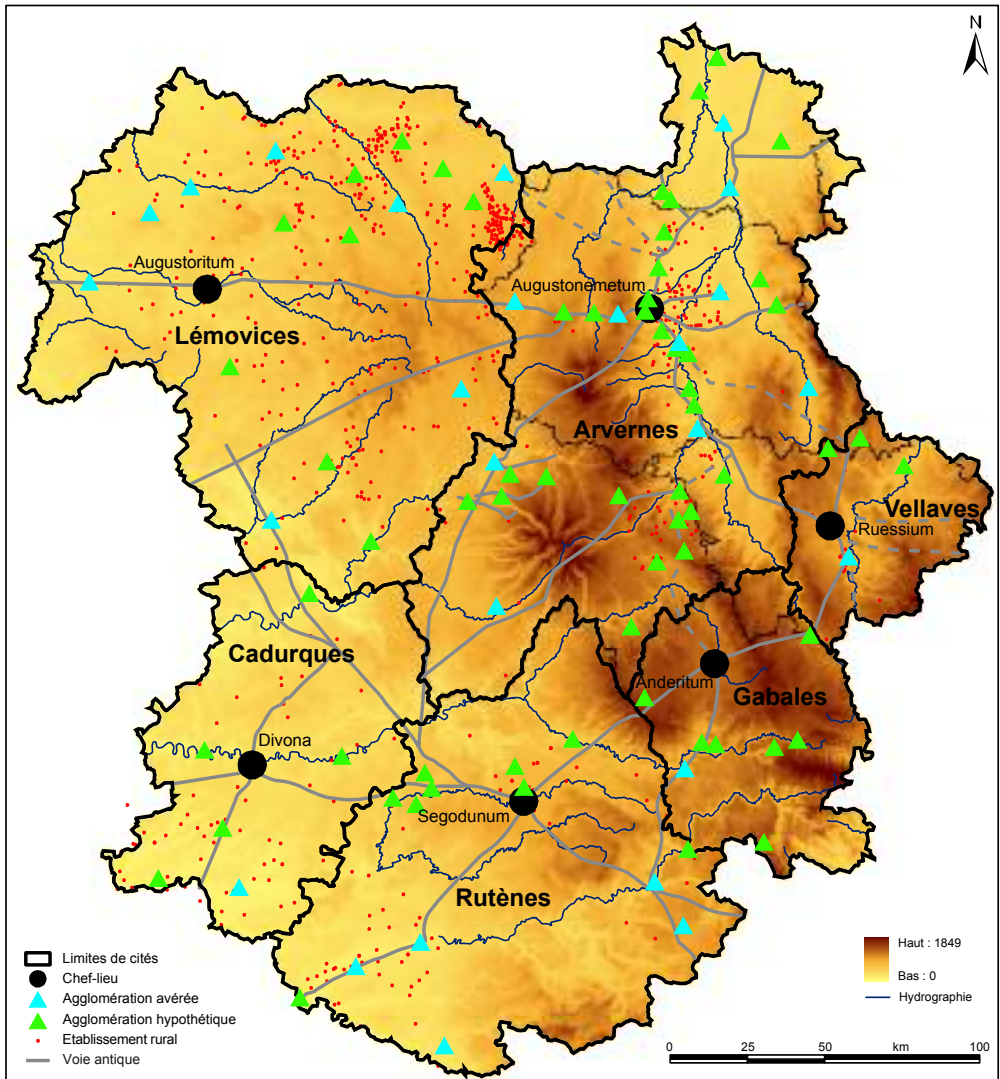 N
Augustoritum
Lémovices
Augustonemetum
Arvernes
Vellaves
Ruessium
Cadurques
Anderitum
Gabales
Divona
Segodunum
Rutènes
Limites de cités
Chef-lieu
Agglomération avérée
Agglomération hypothétique
Etablissement rural
Voie antique
Haut : 1849
Bas : 0
Hydrographie
km
0 25 50 100